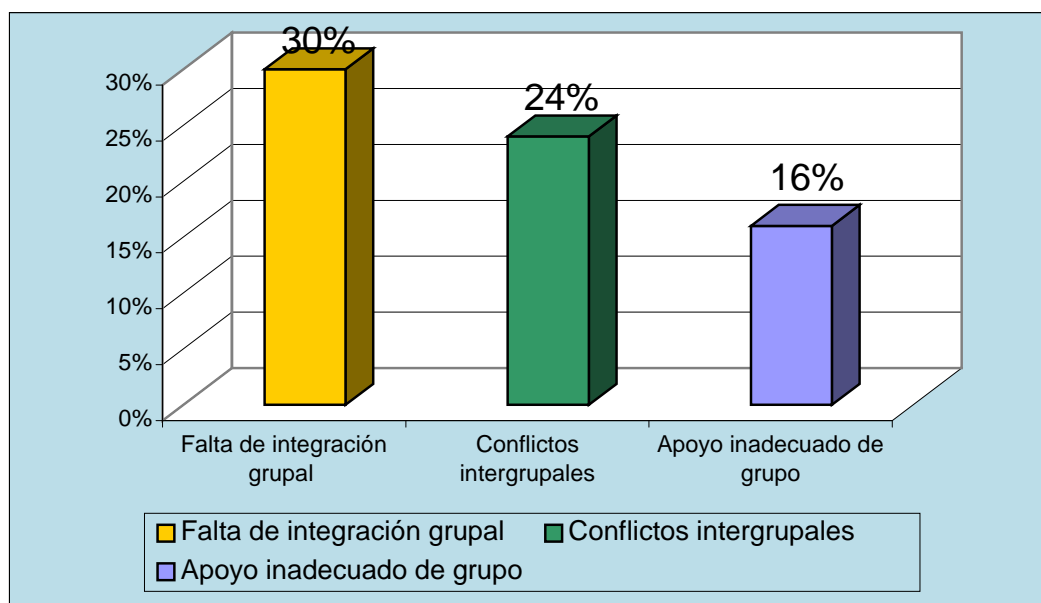 30%
24%
16%
30%
25%
20%
15%
10%
5%
0%
Falta de integración
grupal
Conflictos
intergrupales
Apoyo inadecuado de
grupo
Falta de integración grupal
Conflictos intergrupales
Apoyo inadecuado de grupo